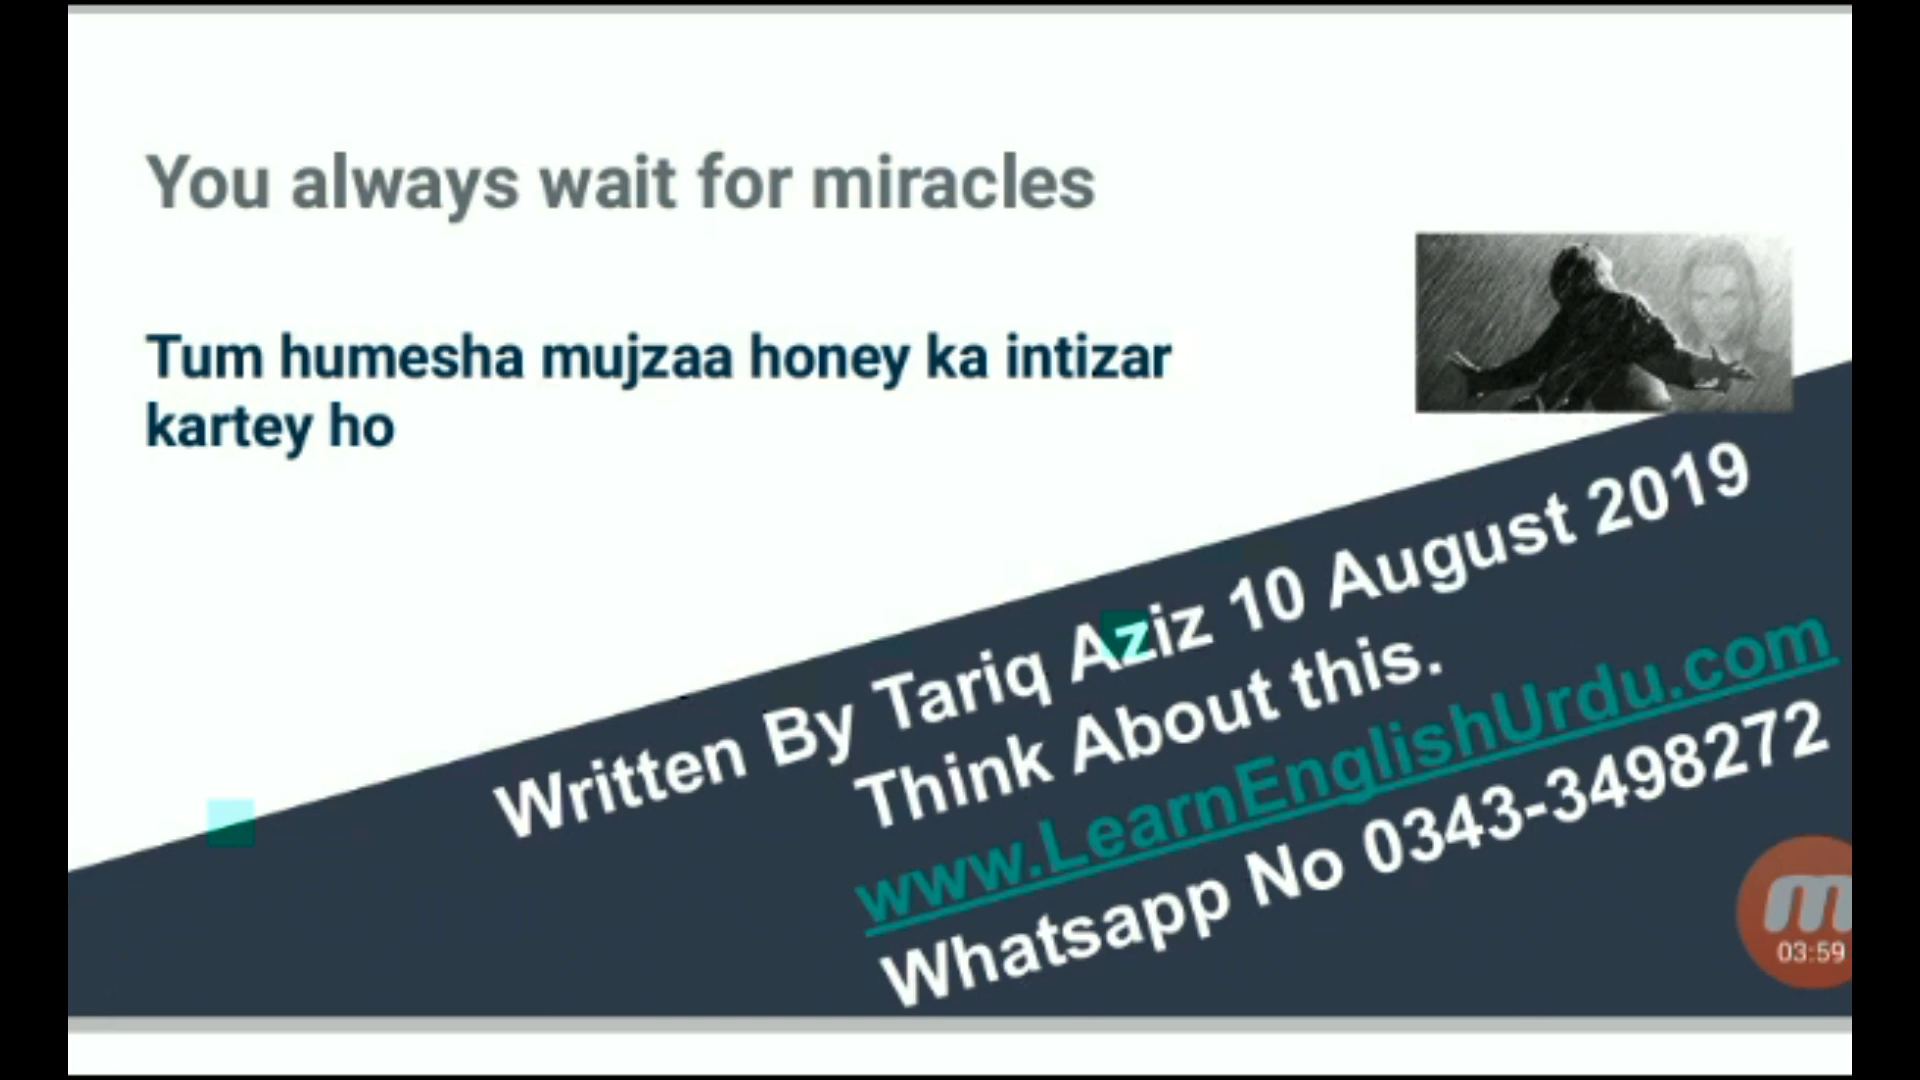 You always wait for miracles
Tum humesha mujzaa honey ka intizar
kartey ho
Written By Tariq Aziz 10 August 2019
Think About this.
www.LearnEnglishUrdu.com
Whatsapp No 0343-3498272
m
03:59